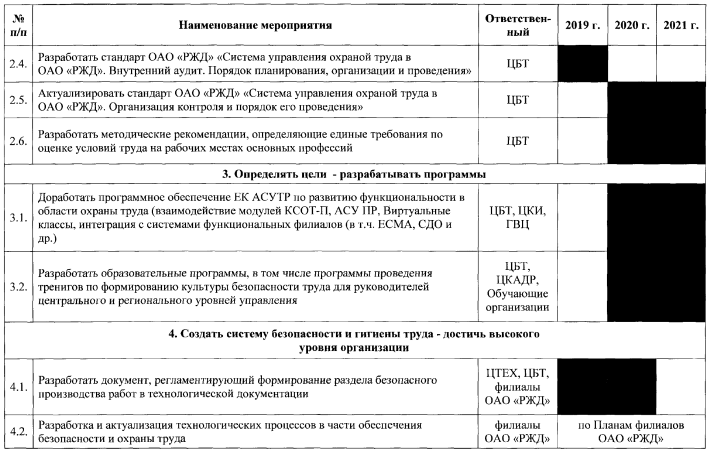 № п/п
Наименование мероприятия
Ответствен-
ный
2019 г.
2020 г.
2021 г.
2.4.
Разработать стандарт ОАО «РЖД» «Система управления охраной труда в
ОАО «РЖД». Внутренний аудит. Порядок планирования, организации и проведения»
ЦБТ
2.5.
Актуализировать стандарт ОАО «РЖД» «Система управления охраной труда в
ОАО «РЖД». Организация контроля и порядок его проведения»
ЦБТ
2.6.
Разработать методические рекомендации, определяющие единые требования по
оценке условий труда на рабочих местах основных профессий
ЦБТ
3. Определять цели - разрабатывать программы
3.1.
Доработать программное обеспечение ЕК АСУТР по развитию функциональности в
области охраны труда (взаимодействие модулей КСОТ-П, АСУ ПР, Виртуальные
классы, интеграция с системами функциональных филиалов (в т.ч. ЕСМА, СДО и
др.)
ЦБТ, ЦКИ,
ГВЦ
3.2.
Разработать образовательные программы, в том числе программы проведения
тренингов по формированию культуры безопасности труда для руководителей
центрального и регионального уровней управления
ЦБТ,
ЦКАДР,
Обучающие
организации
4. Создать систему безопасности и гигиены труда - достичь высокого
уровня организации
4.1.
Разработать документ, регламентирующий формирование раздела безопасного
производства работ в технологической документации
ЦТЕХ, ЦБТ,
филиалы
ОАО «РЖД»
4.2.
Разработка и актуализация технологических процессов в части обеспечения
безопасности и охраны труда
филиалы
ОАО «РЖД»
по Планам филиалов
ОАО «РЖД»